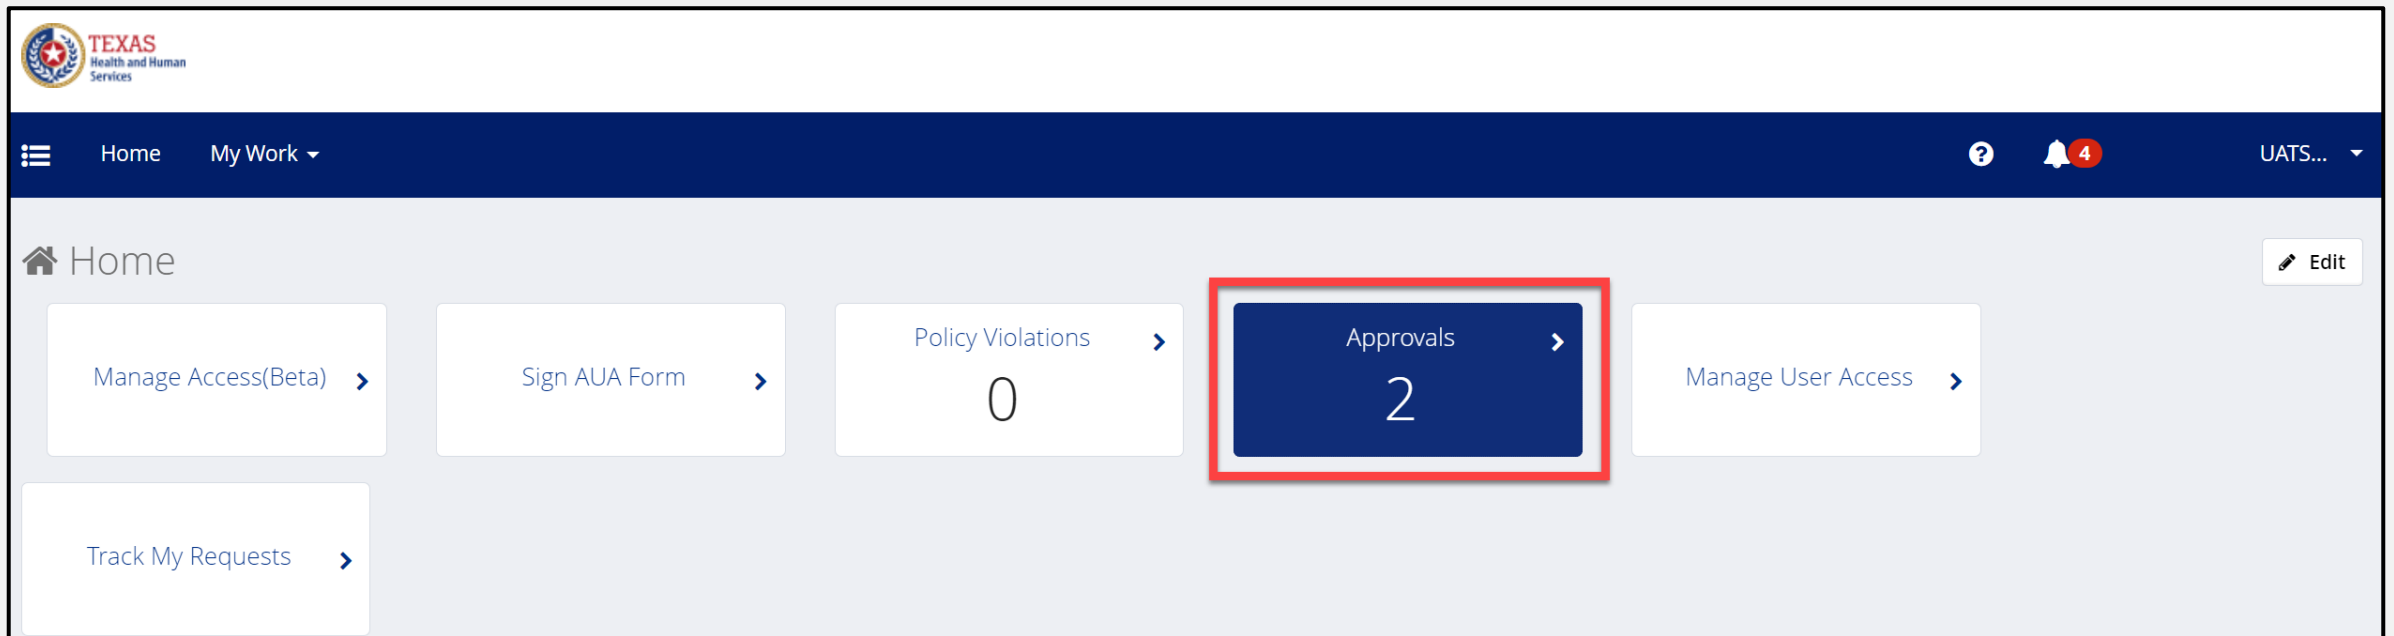 TEXAS
Health and Human
Services
Home My Work 4 UATS...
Home Edit
Manage Access(Beta)
Sign AUA Form
Policy Violations
0
Approvals
2
Manage User Access
Track My Requests